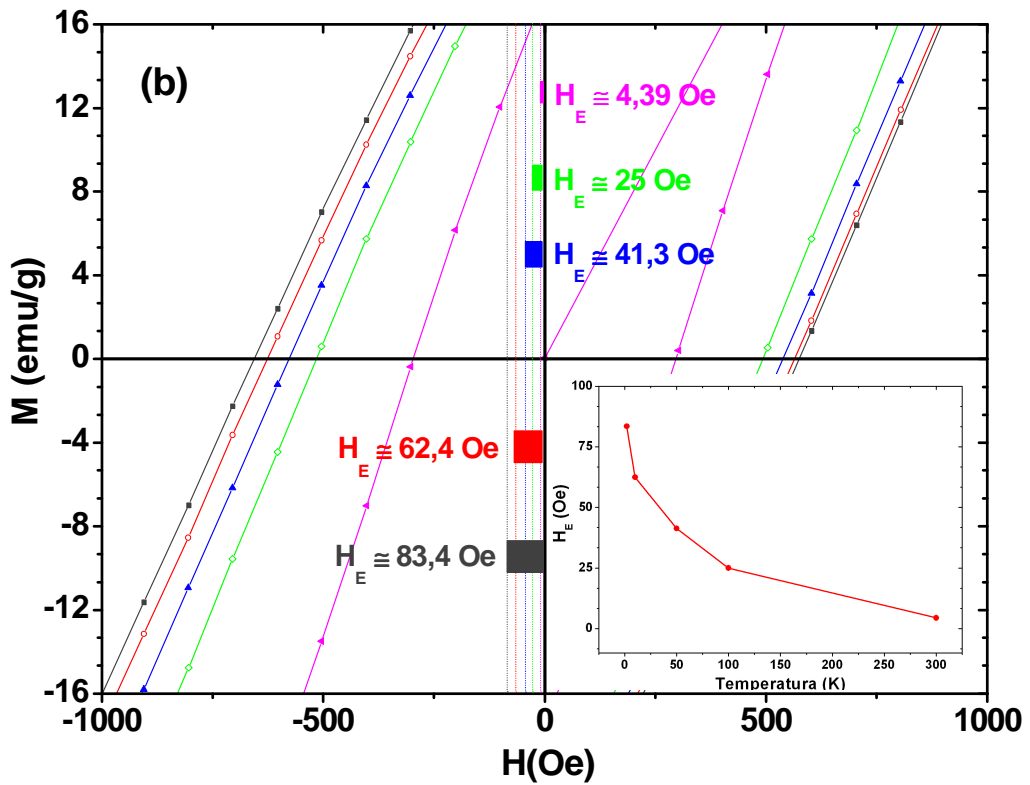 (b)
M (emu/g)
16
12
8
4
0
-4
-8
-12
-16
H_E ≅ 4,39 Oe
H_E ≅ 25 Oe
H_E ≅ 41,3 Oe
H_E ≅ 62,4 Oe
H_E ≅ 83,4 Oe
H_E (Oe)
100
75
50
25
0
0 50 100 150 200 250 300
Temperatura (K)
-1000 -500 0 500 1000
H(Oe)